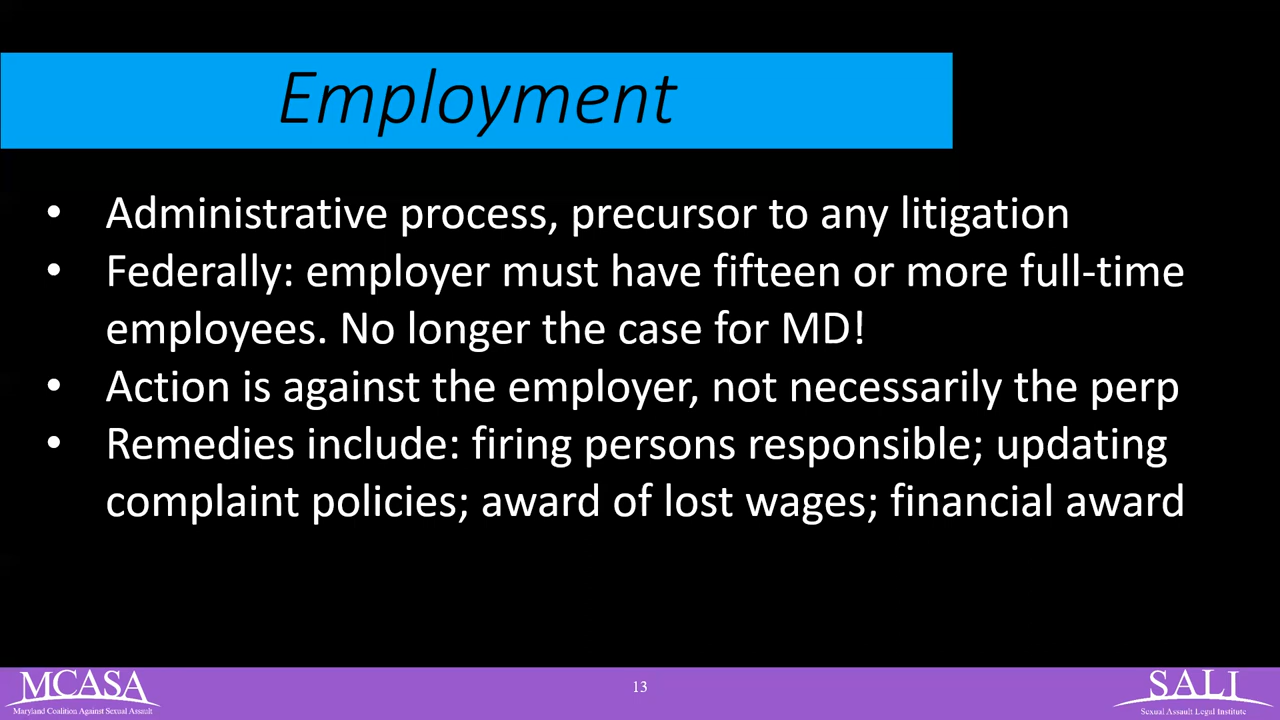 Employment
• Administrative process, precursor to any litigation
• Federally: employer must have fifteen or more full-time
employees. No longer the case for MD!
• Action is against the employer, not necessarily the perp
• Remedies include: firing persons responsible; updating
complaint policies; award of lost wages; financial award
MCASA
Maryland Coalition Against Sexual Assault
13
SALI
Sexual Assault Legal Institute